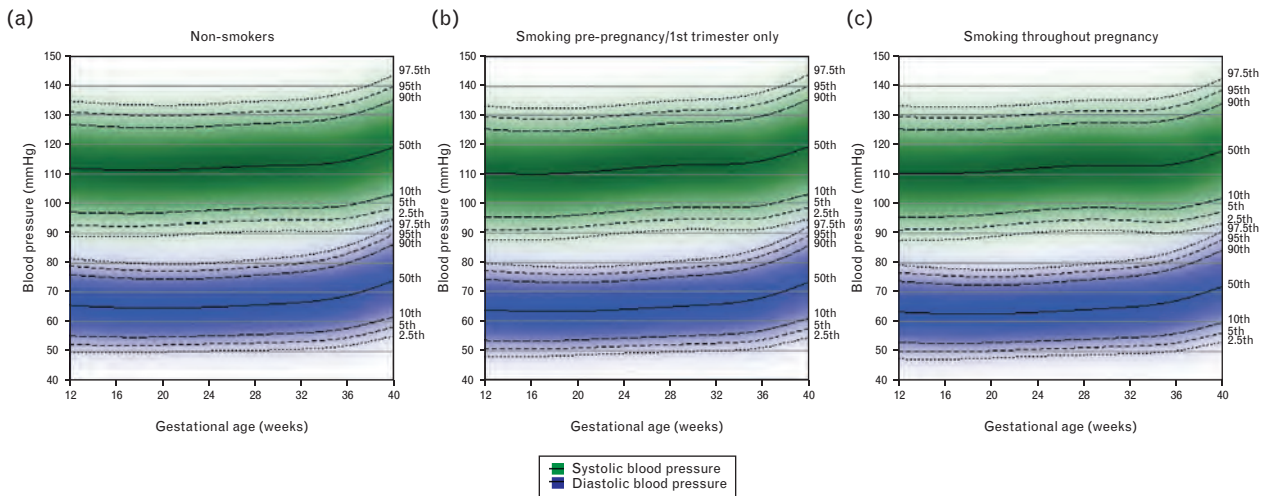 (a)
Non-smokers
Blood pressure (mmHg)
150
140
130
120
110
100
90
80
70
60
50
40
97.5th
95th
90th
50th
10th
5th
2.5th
97.5th
95th
90th
50th
10th
5th
2.5th
12 16 20 24 28 32 36 40
Gestational age (weeks)
(b)
Smoking pre-pregnancy/1st trimester only
Blood pressure (mmHg)
150
140
130
120
110
100
90
80
70
60
50
40
97.5th
95th
90th
50th
10th
5th
2.5th
97.5th
95th
90th
50th
10th
5th
2.5th
12 16 20 24 28 32 36 40
Gestational age (weeks)
(c)
Smoking throughout pregnancy
Blood pressure (mmHg)
150
140
130
120
110
100
90
80
70
60
50
40
97.5th
95th
90th
50th
10th
5th
2.5th
97.5th
95th
90th
50th
10th
5th
2.5th
12 16 20 24 28 32 36 40
Gestational age (weeks)
Systolic blood pressure
Diastolic blood pressure